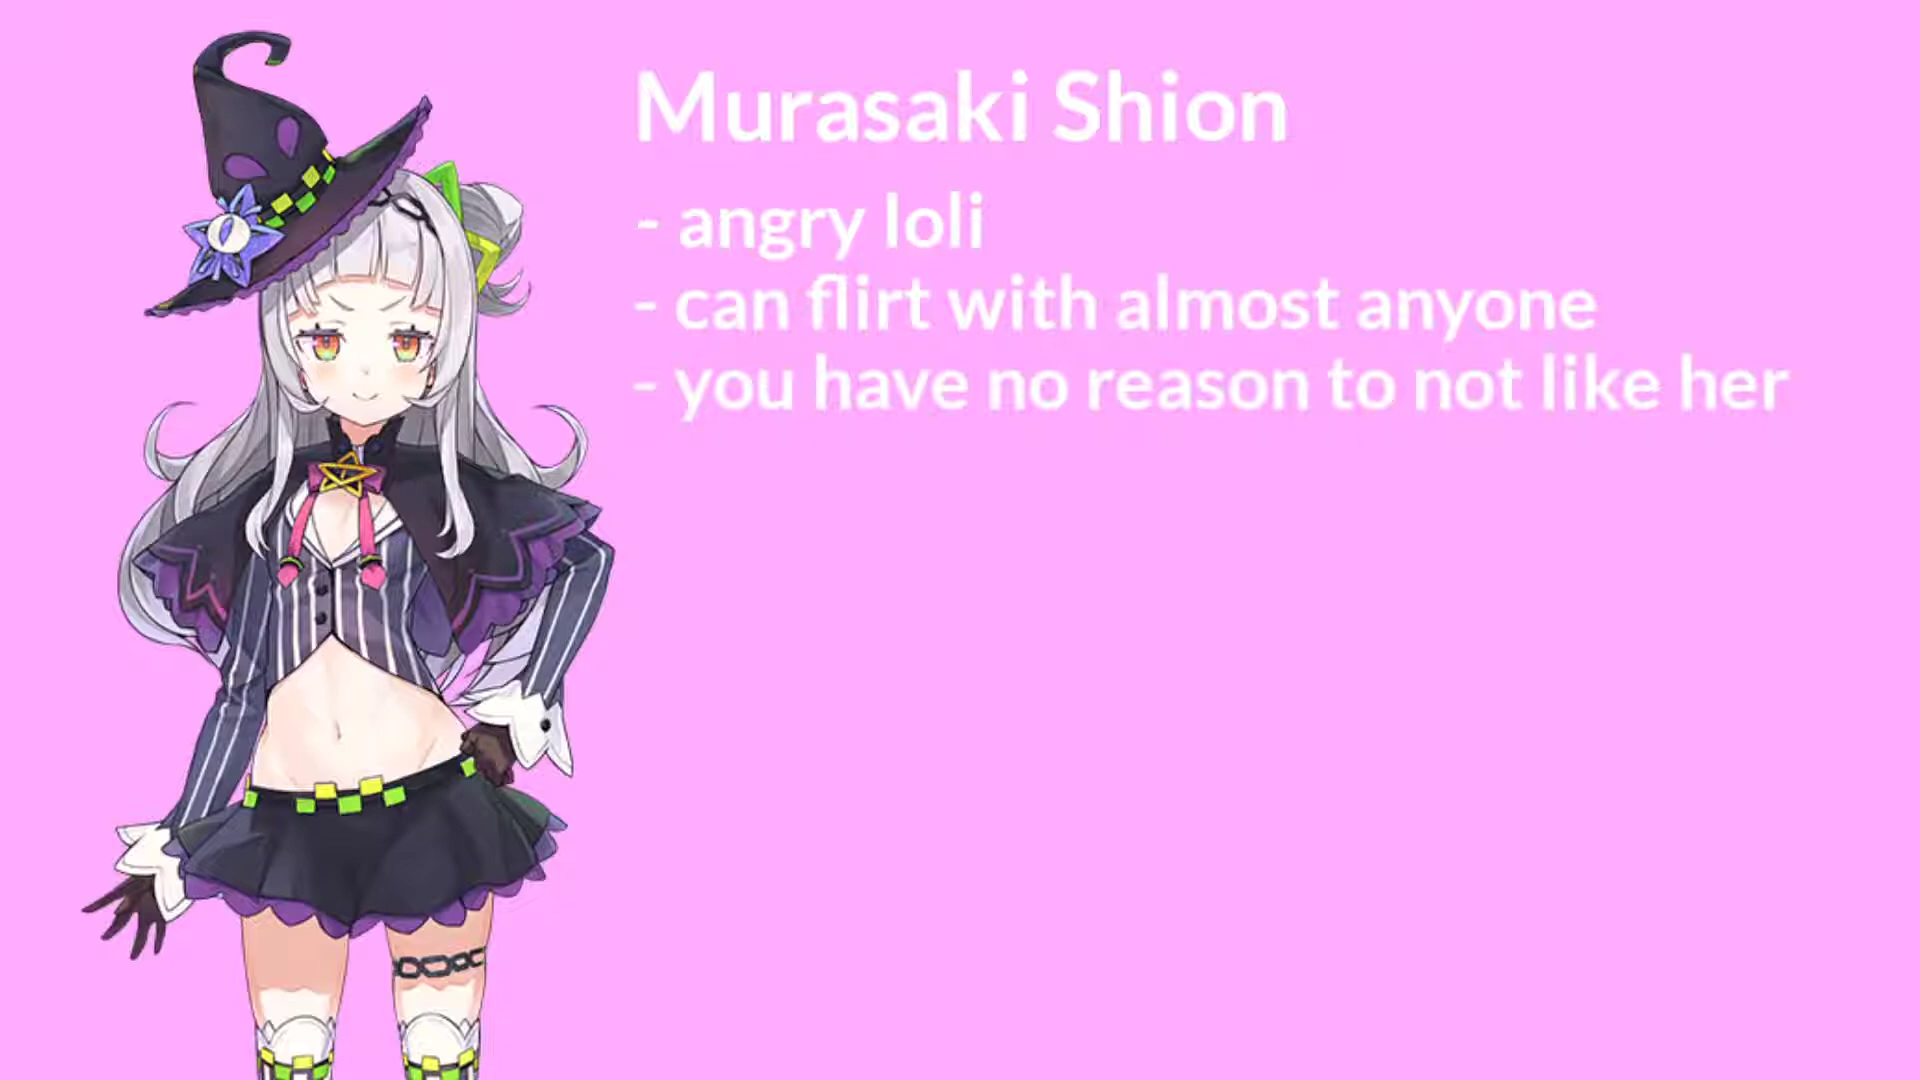 Murasaki Shion
- angry loli
- can flirt with almost anyone
- you have no reason to not like her